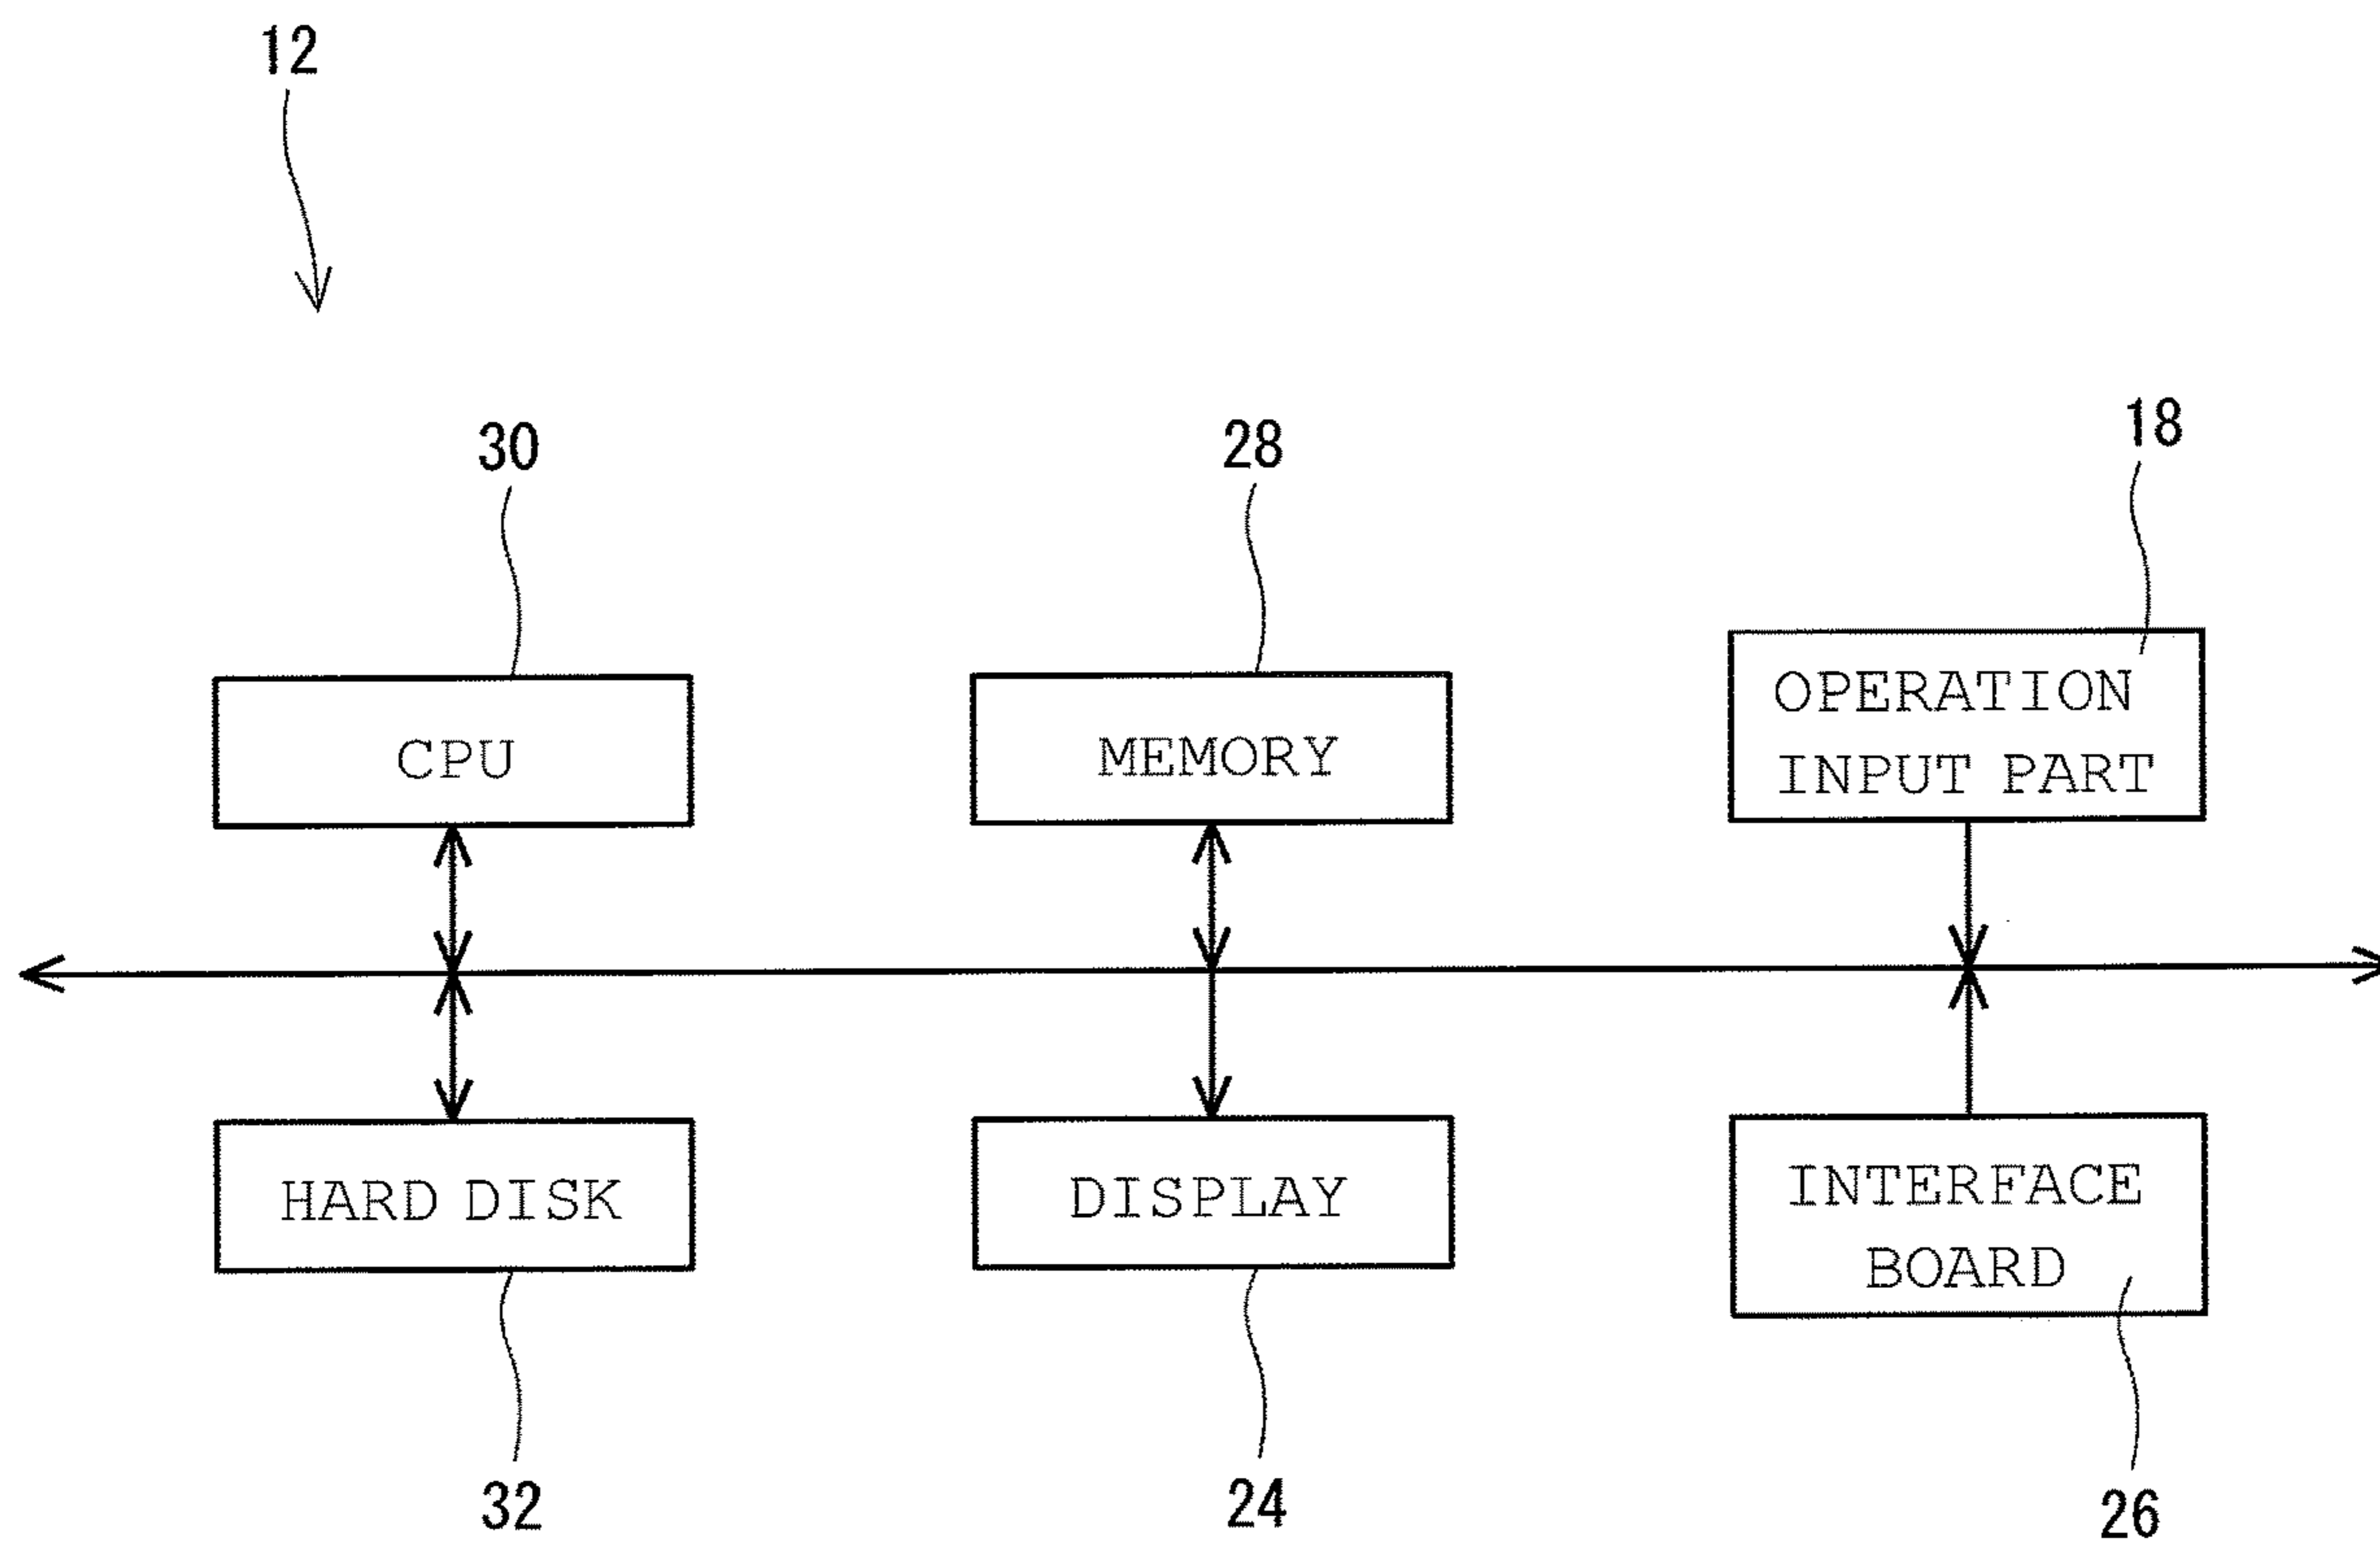 12
30
28
18
CPU
MEMORY
OPERATION
INPUT PART
HARD DISK
DISPLAY
INTERFACE
BOARD
32
24
26